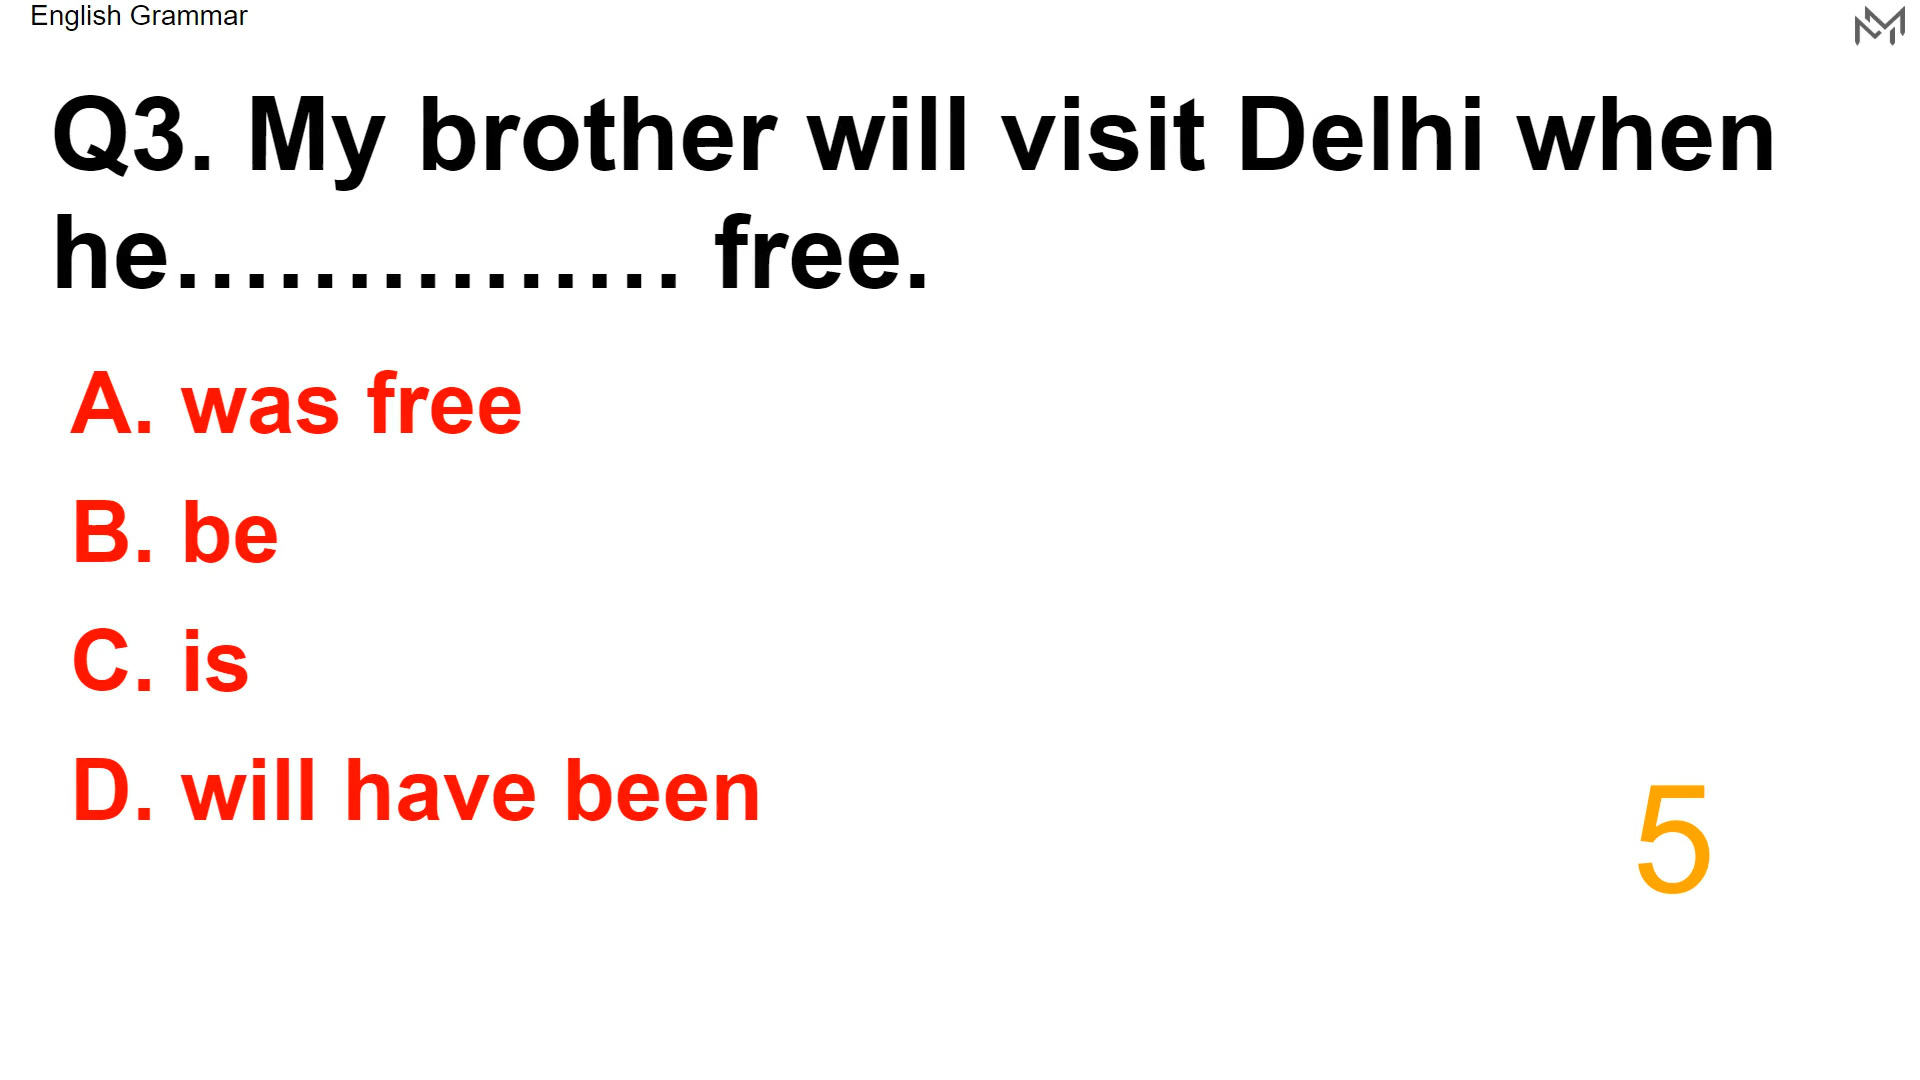 English Grammar
Q3. My brother will visit Delhi when
he…………… free.
A. was free
B. be
C. is
D. will have been
5